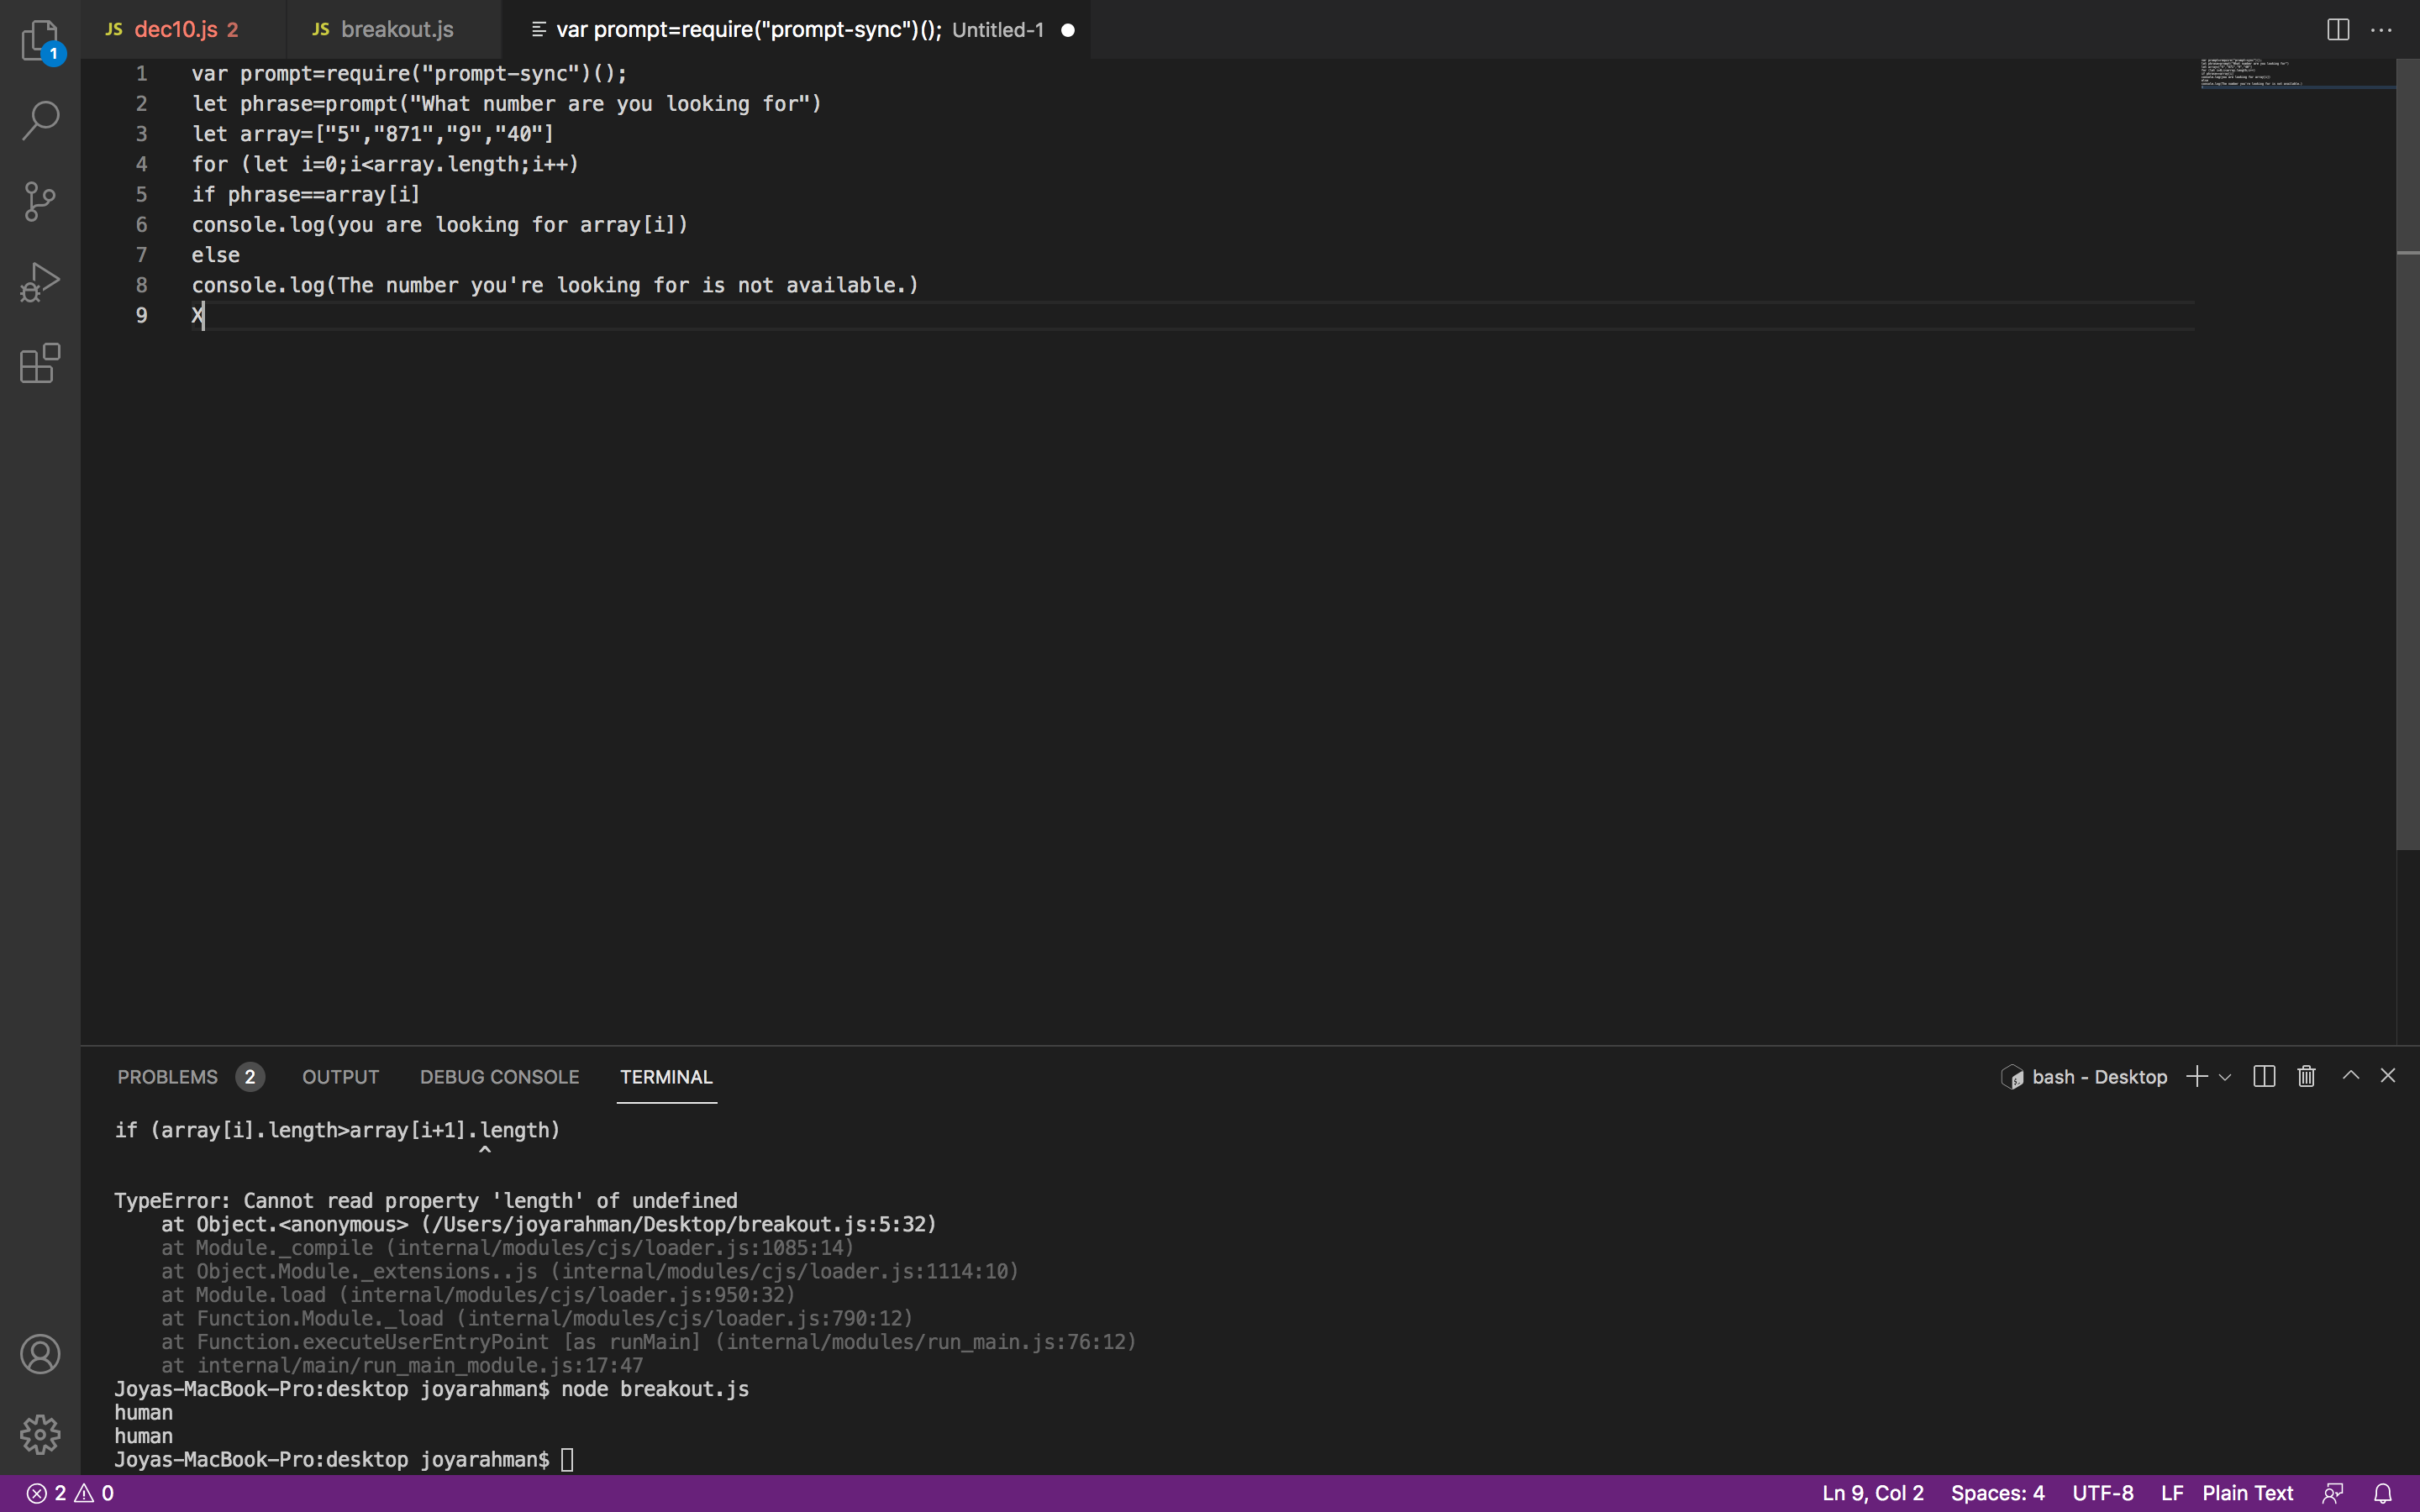 1
JS dec10.js 2
JS breakout.js
var prompt=require("prompt-sync")(); Untitled-1
1 var prompt=require("prompt-sync")();
2 let phrase=prompt("What number are you looking for")
3 let array=["5","871","9","40"]
4 for (let i=0;i<array.length;i++)
5 if phrase==array[i]
6 console.log(you are looking for array[i])
7 else
8 console.log(The number you're looking for is not available.)
9 X
PROBLEMS 2 OUTPUT DEBUG CONSOLE TERMINAL
bash - Desktop
if (array[i].length>array[i+1].length)
^
TypeError: Cannot read property 'length' of undefined
at Object.<anonymous> (/Users/joyarahman/Desktop/breakout.js:5:32)
at Module._compile (internal/modules/cjs/loader.js:1085:14)
at Object.Module._extensions..js (internal/modules/cjs/loader.js:1114:10)
at Module.load (internal/modules/cjs/loader.js:950:32)
at Function.Module._load (internal/modules/cjs/loader.js:790:12)
at Function.executeUserEntryPoint [as runMain] (internal/modules/run_main.js:76:12)
at internal/main/run_main_module.js:17:47
Joyas-MacBook-Pro:desktop joyarahman$ node breakout.js
human
human
Joyas-MacBook-Pro:desktop joyarahman$
2 0
Ln 9, Col 2 Spaces: 4 UTF-8 LF Plain Text